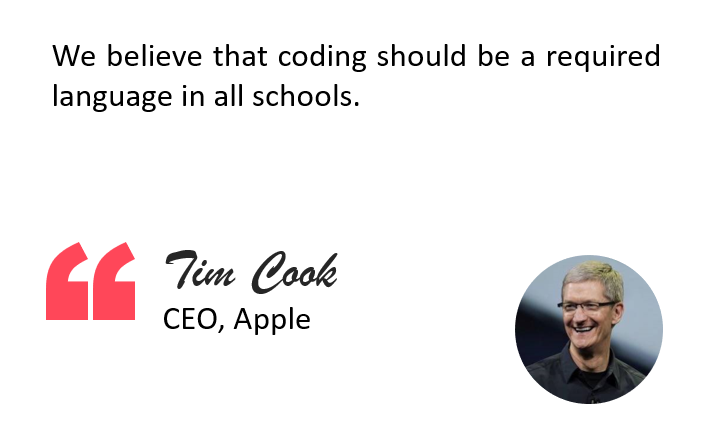 We believe that coding should be a required
language in all schools.
Tim Cook
CEO, Apple